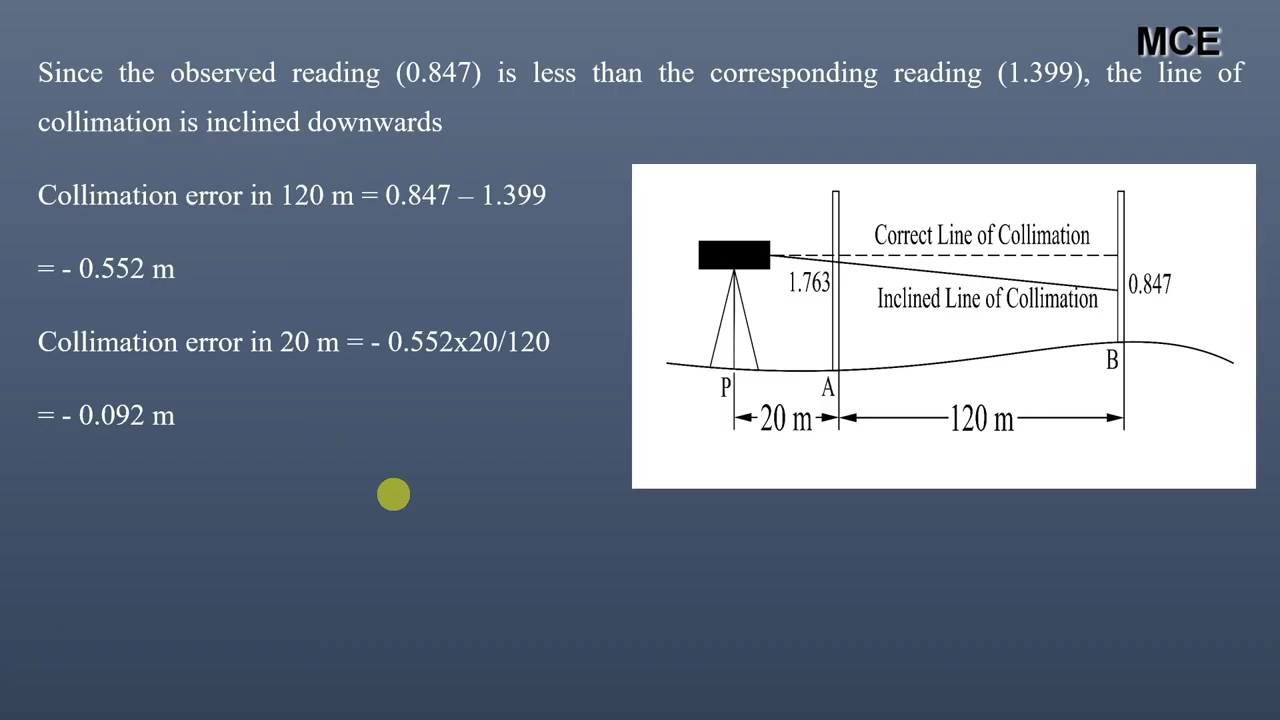 MCE
Since the observed reading (0.847) is less than the corresponding reading (1.399), the line of
collimation is inclined downwards
Collimation error in 120 m = 0.847 – 1.399
= - 0.552 m
Collimation error in 20 m = - 0.552x20/120
= - 0.092 m
Correct Line of Collimation
1.763
0.847
Inclined Line of Collimation
P
A
B
20 m
120 m